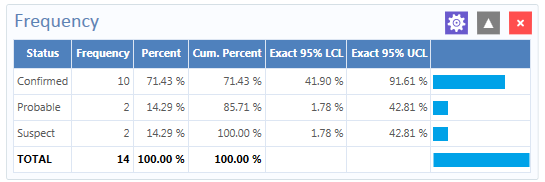 Frequency
Status Frequency Percent Cum. Percent Exact 95% LCL Exact 95% UCL
Confirmed 10 71.43 % 71.43 % 41.90 % 91.61 %
Probable 2 14.29 % 85.71 % 1.78 % 42.81 %
Suspect 2 14.29 % 100.00 % 1.78 % 42.81 %
TOTAL 14 100.00 % 100.00 %